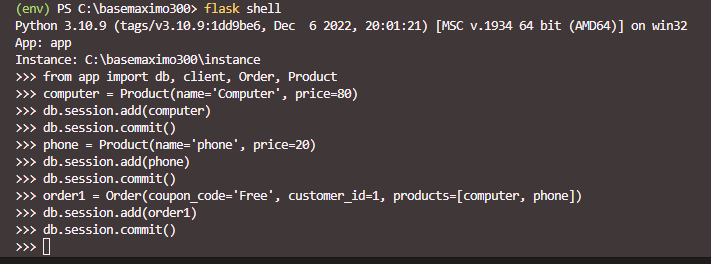 (env) PS C:\basemaximo300> flask shell
Python 3.10.9 (tags/v3.10.9:1dd9be6, Dec  6 2022, 20:01:21) [MSC v.1934 64 bit (AMD64)] on win32
App: app
Instance: C:\basemaximo300\instance
>>> from app import db, client, Order, Product
>>> computer = Product(name='Computer', price=80)
>>> db.session.add(computer)
>>> db.session.commit()
>>> phone = Product(name='phone', price=20)
>>> db.session.add(phone)
>>> db.session.commit()
>>> order1 = Order(coupon_code='Free', customer_id=1, products=[computer, phone])
>>> db.session.add(order1)
>>> db.session.commit()
>>>